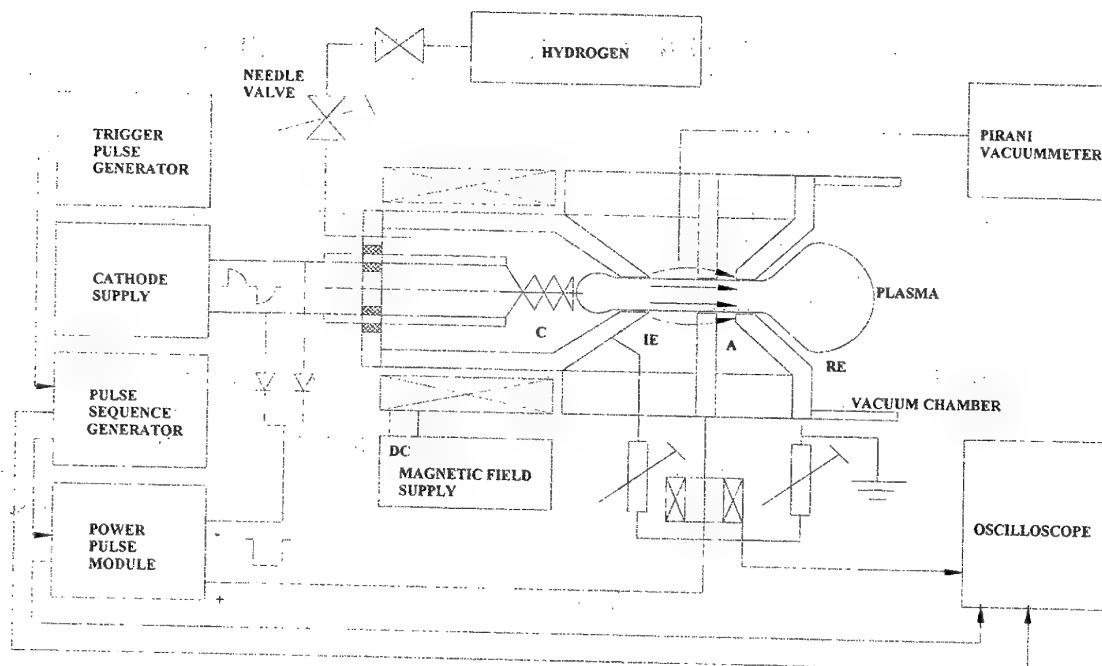 HYDROGEN
NEEDLE
VALVE
TRIGGER
PULSE
GENERATOR
PIRANI
VACUUMMETER
CATHODE
SUPPLY
PLASMA
C
IE
A
RE
PULSE
SEQUENCE
GENERATOR
VACUUM CHAMBER
DC
MAGNETIC FIELD
SUPPLY
POWER
PULSE
MODULE
OSCILLOSCOPE
-
+